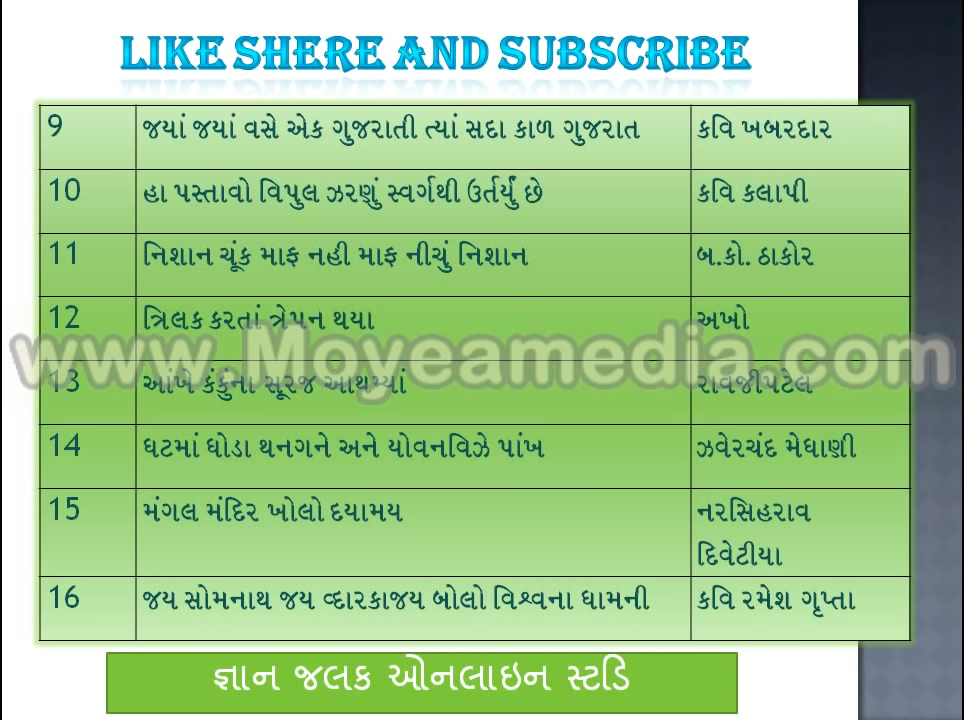 LIKE SHERE AND SUBSCRIBE
9 જયાં જયાં વસે એક ગુજરાતી ત્યાં સદા કાળ ગુજરાત કવિ ખબરદાર
10 હા પસ્તાવો વિપુલ ઝરણું સ્વર્ગથી ઉર્તર્યું છે કવિ કલાપી
11 નિશાન ચૂંક માફ નહી માફ નીચું નિશાન બ.કો. ઠાકોર
12 ત્રિલક કરતાં ત્રેપન થયા અખો
www.Moyeamedia.com
13 આંખે કંકુંના સૂરજ આથમ્યાં રાવજીપટેલ
14 ઘટમાં ઘોડા થનગને અને યોવનવિઝે પાંખ ઝવેરચંદ મેઘાણી
15 મંગલ મંદિર ખોલો દયામય નરસિહરાવ
દિવેટીયા
16 જય સોમનાથ જય વ્દારકાજય બોલો વિશ્વના ધામની કવિ રમેશ ગૃપ્તા
જ્ઞાન જલક ઓનલાઇન સ્ટડિ